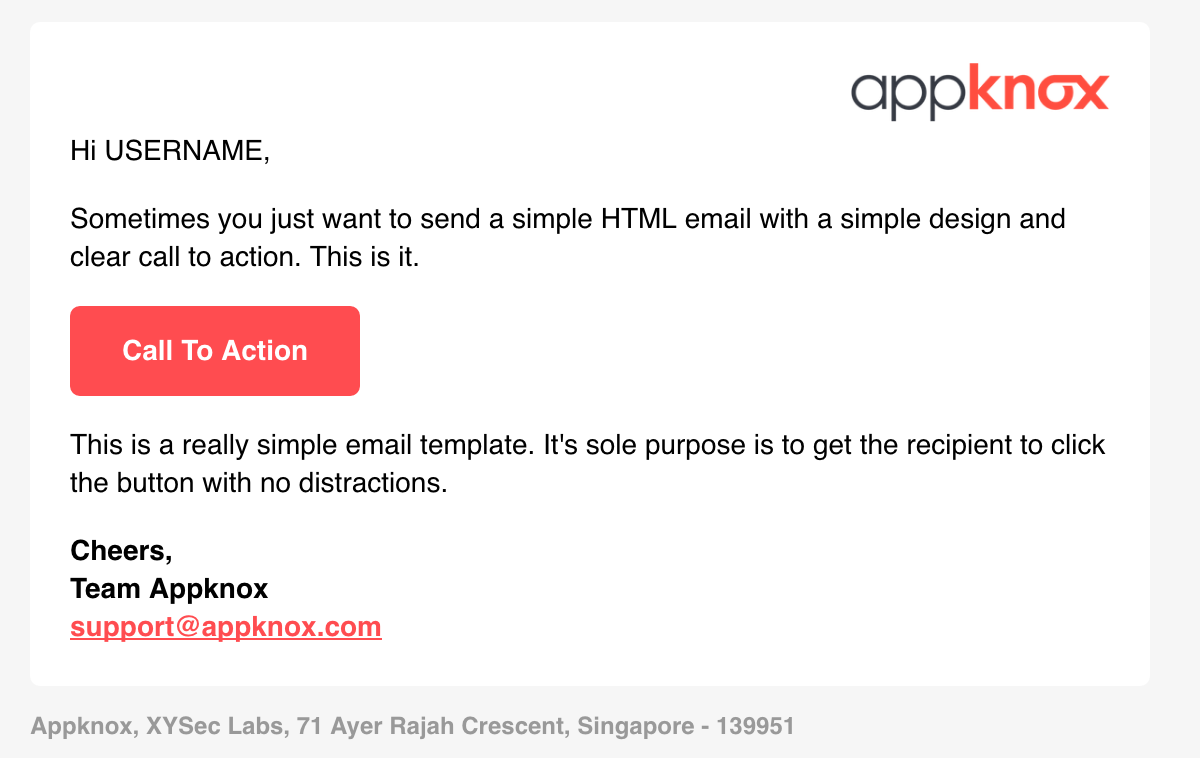 appknox
Hi USERNAME,
Sometimes you just want to send a simple HTML email with a simple design and
clear call to action. This is it.
Call To Action
This is a really simple email template. It's sole purpose is to get the recipient to click
the button with no distractions.
Cheers,
Team Appknox
support@appknox.com
Appknox, XYSec Labs, 71 Ayer Rajah Crescent, Singapore - 139951